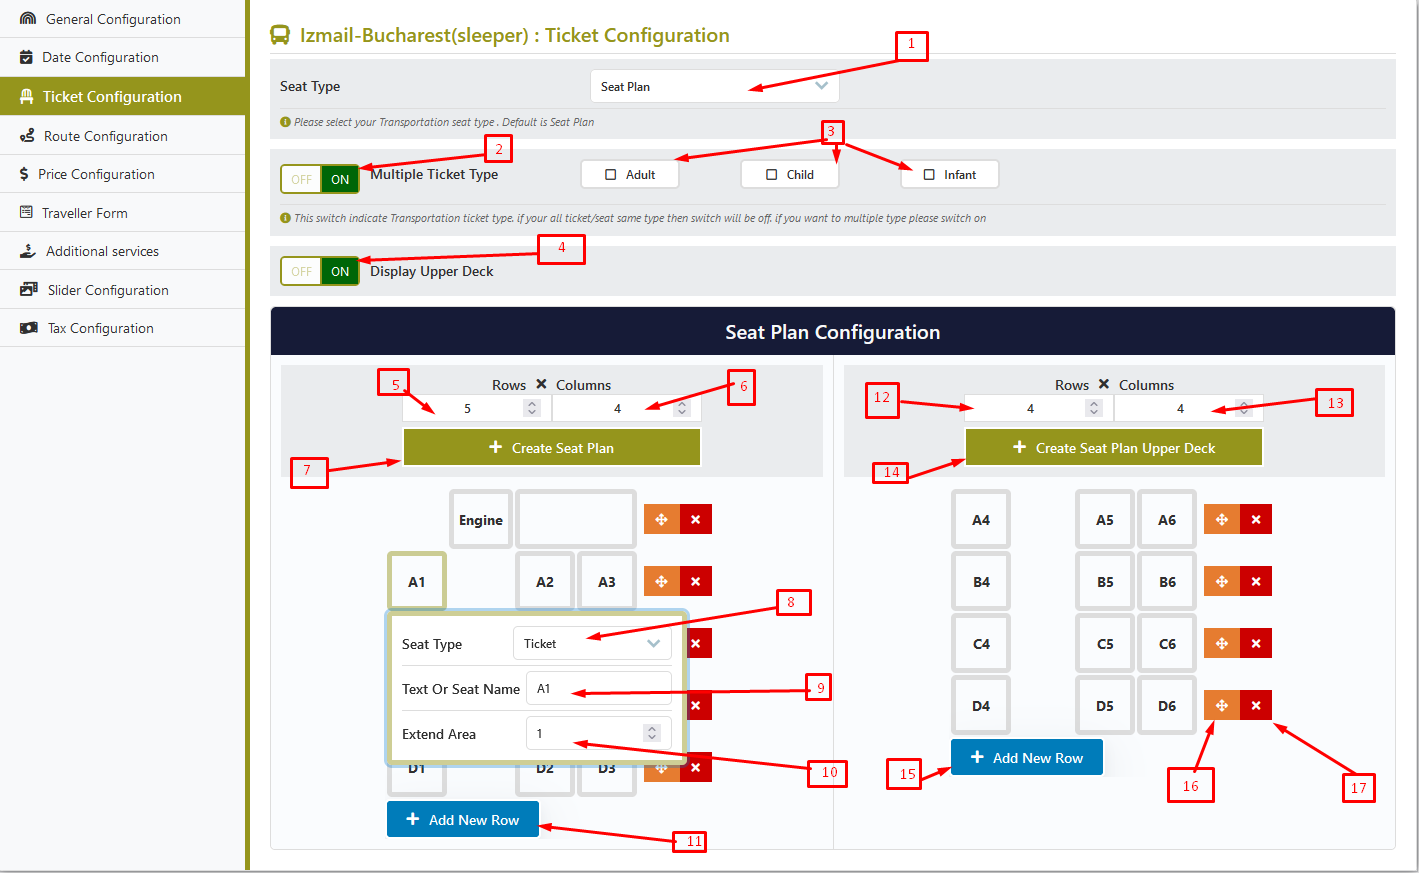 General Configuration
Date Configuration
Ticket Configuration
Route Configuration
Price Configuration
Traveller Form
Additional services
Slider Configuration
Tax Configuration
Izmail-Bucharest(sleeper) : Ticket Configuration
1
Seat Type
Seat Plan
Please select your Transportation seat type . Default is Seat Plan
2
3
OFF ON
Multiple Ticket Type
Adult
Child
Infant
This switch indicate Transportation ticket type. if your all ticket/seat same type then switch will be off. if you want to multiple type please switch on
4
OFF ON
Display Upper Deck
Seat Plan Configuration
5
Rows × Columns
6
5
4
7
+ Create Seat Plan
Engine
A1
A2
A3
8
Seat Type
Ticket
Text Or Seat Name
A1
9
Extend Area
1
10
D1
D2
D3
+ Add New Row
11
12
Rows × Columns
13
4
4
14
+ Create Seat Plan Upper Deck
A4
A5
A6
B4
B5
B6
C4
C5
C6
D4
D5
D6
15
+ Add New Row
16
17